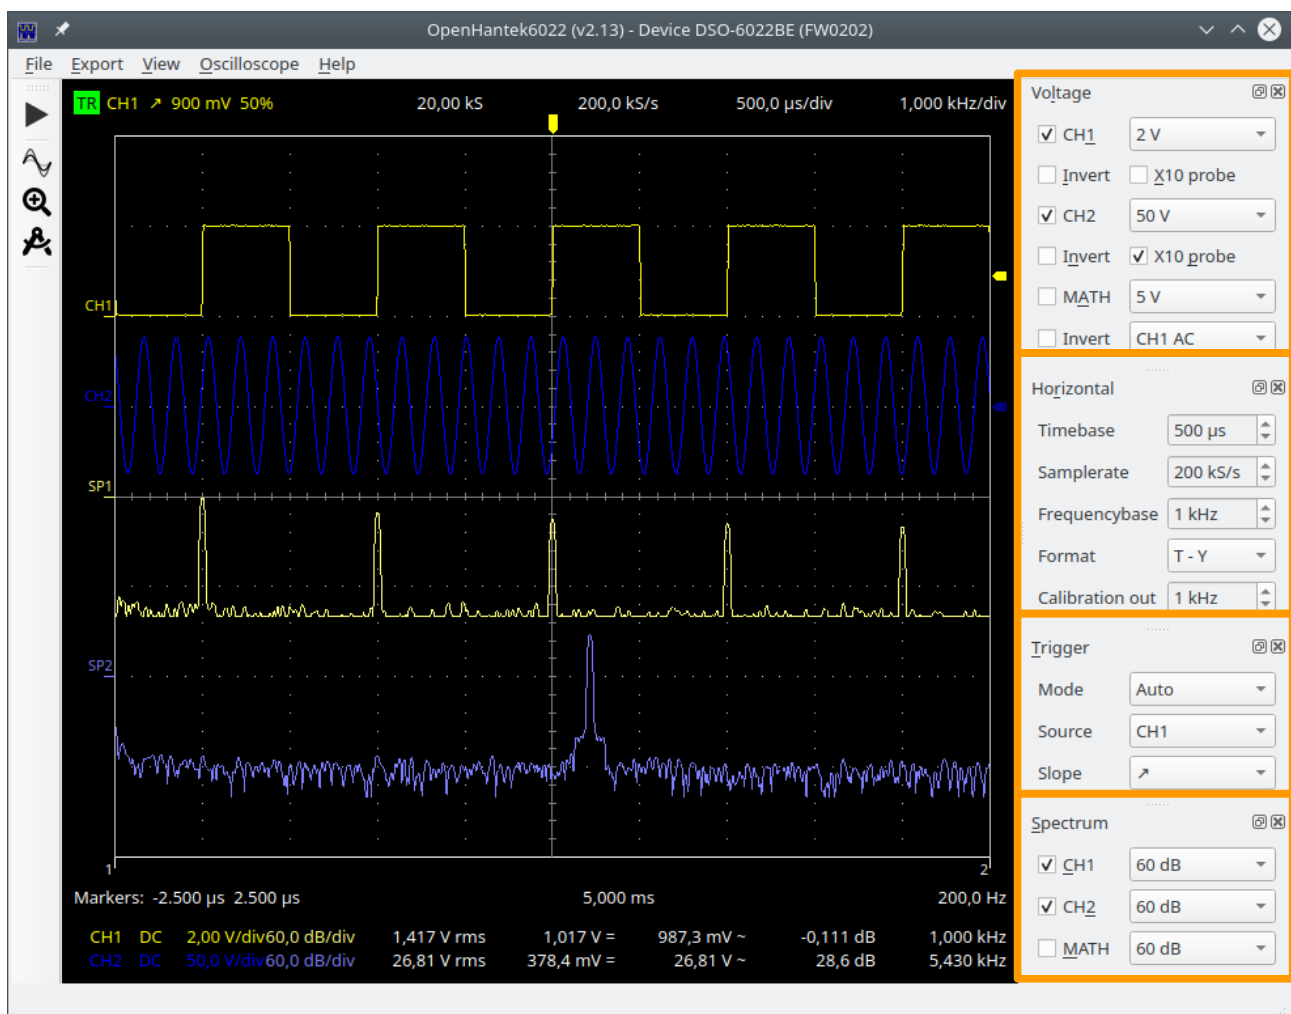 OpenHantek6022 (v2.13) - Device DSO-6022BE (FW0202)
File Export View Oscilloscope Help
TR CH1 ↗ 900 mV 50% 20,00 kS 200,0 kS/s 500,0 µs/div 1,000 kHz/div
CH1
CH2
SP1
SP2
1 2
Markers: -2.500 µs 2.500 µs 5,000 ms 200,0 Hz
CH1 DC 2,00 V/div60,0 dB/div 1,417 V rms 1,017 V = 987,3 mV ~ -0,111 dB 1,000 kHz
CH2 DC 50,0 V/div60,0 dB/div 26,81 V rms 378,4 mV = 26,81 V ~ 28,6 dB 5,430 kHz
Voltage
CH1 2 V
Invert X10 probe
CH2 50 V
Invert X10 probe
MATH 5 V
Invert CH1 AC
Horizontal
Timebase 500 µs
Samplerate 200 kS/s
Frequencybase 1 kHz
Format T - Y
Calibration out 1 kHz
Trigger
Mode Auto
Source CH1
Slope ↗
Spectrum
CH1 60 dB
CH2 60 dB
MATH 60 dB